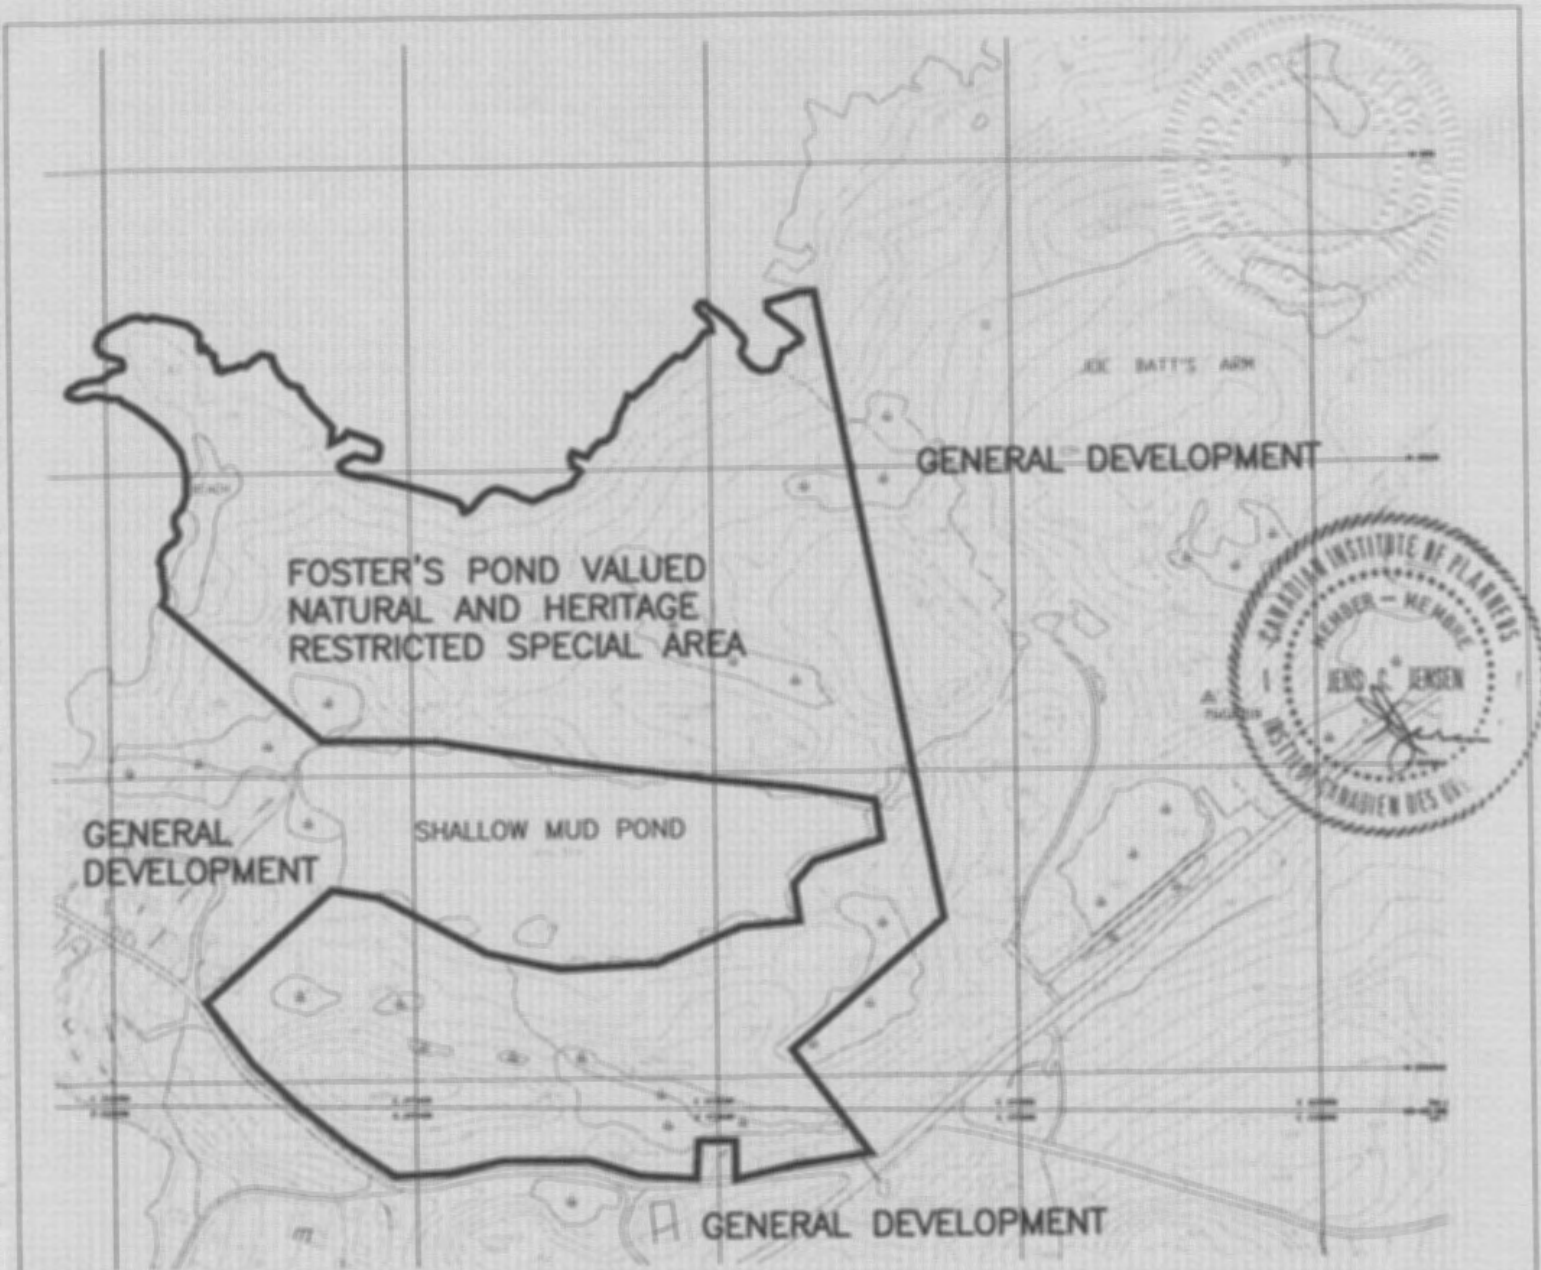 JOE BATT'S ARM
GENERAL DEVELOPMENT
FOSTER'S POND VALUED
NATURAL AND HERITAGE
RESTRICTED SPECIAL AREA
CANADIAN INSTITUTE OF PLANNERS
MEMBER - MEMBRE
JENS C. JENSEN
INSTITUT CANADIEN DES
SHALLOW MUD POND
GENERAL
DEVELOPMENT
GENERAL DEVELOPMENT